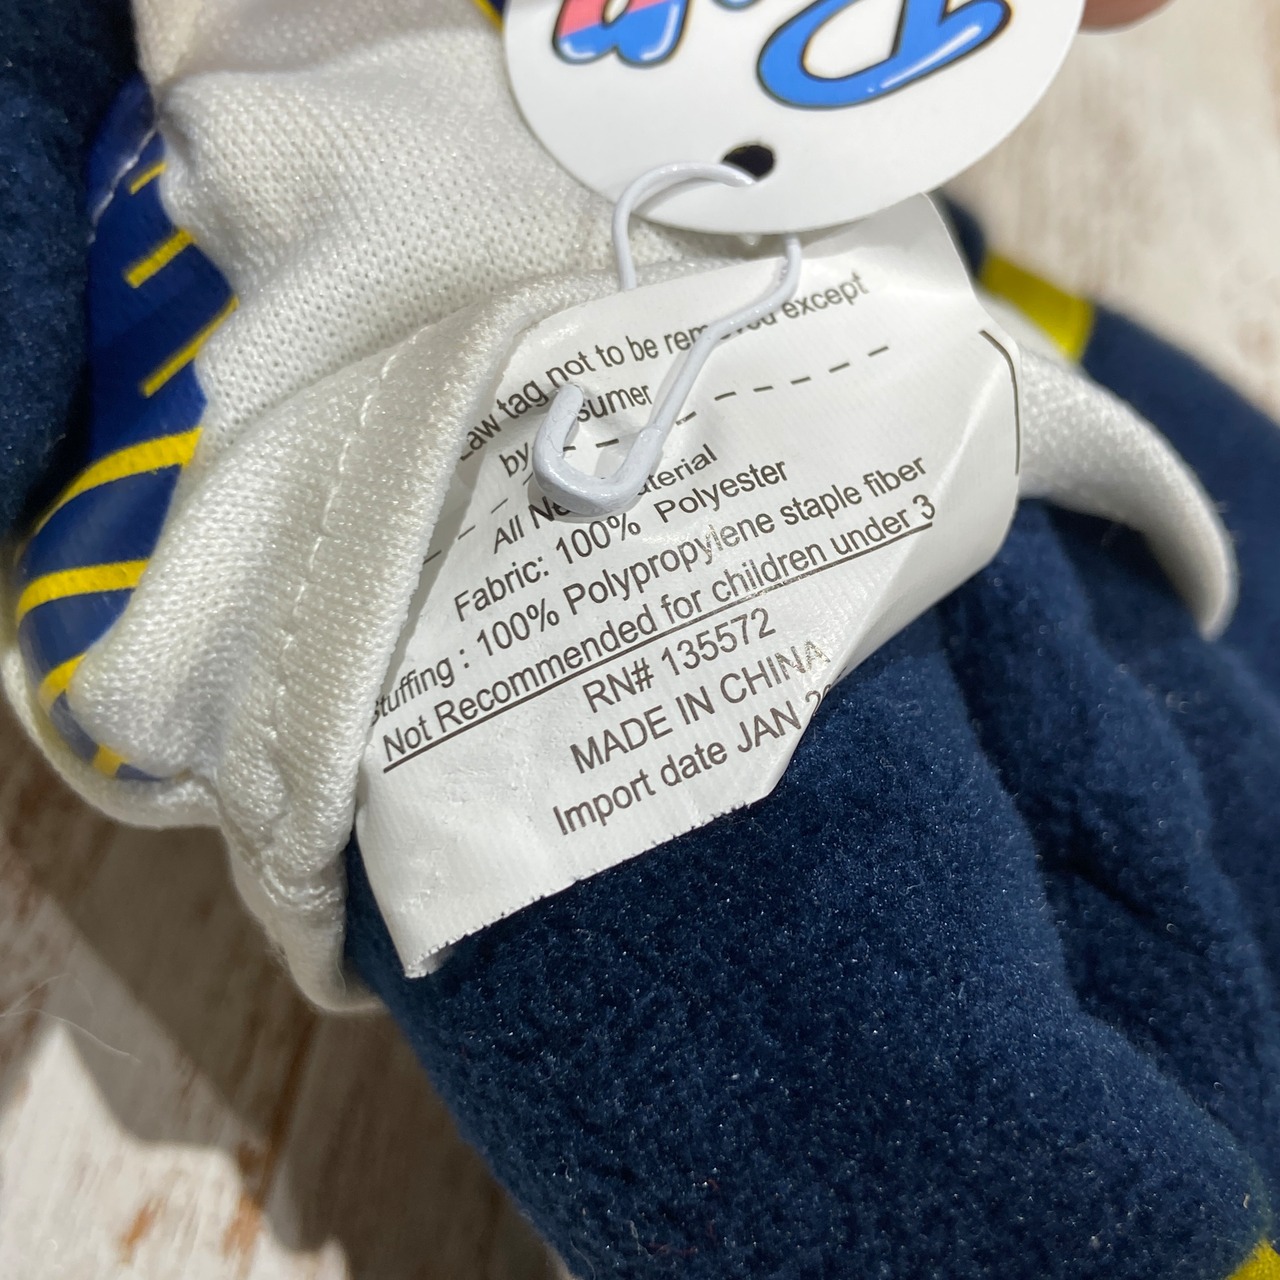 Law tag not to be removed except
by consumer
All New Material
Fabric: 100% Polyester
Stuffing : 100% Polypropylene staple fiber
Not Recommended for children under 3
RN# 135572
MADE IN CHINA
Import date JAN